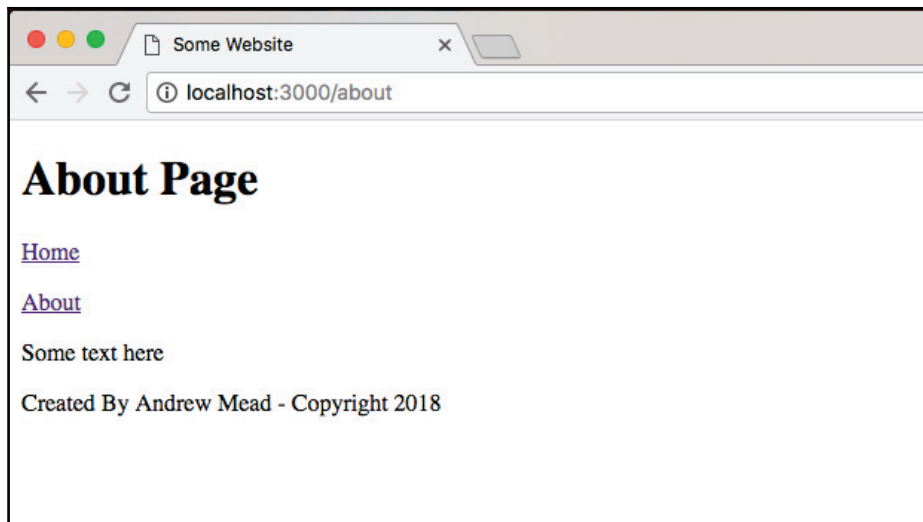 Some Website
localhost:3000/about
About Page
Home
About
Some text here
Created By Andrew Mead - Copyright 2018